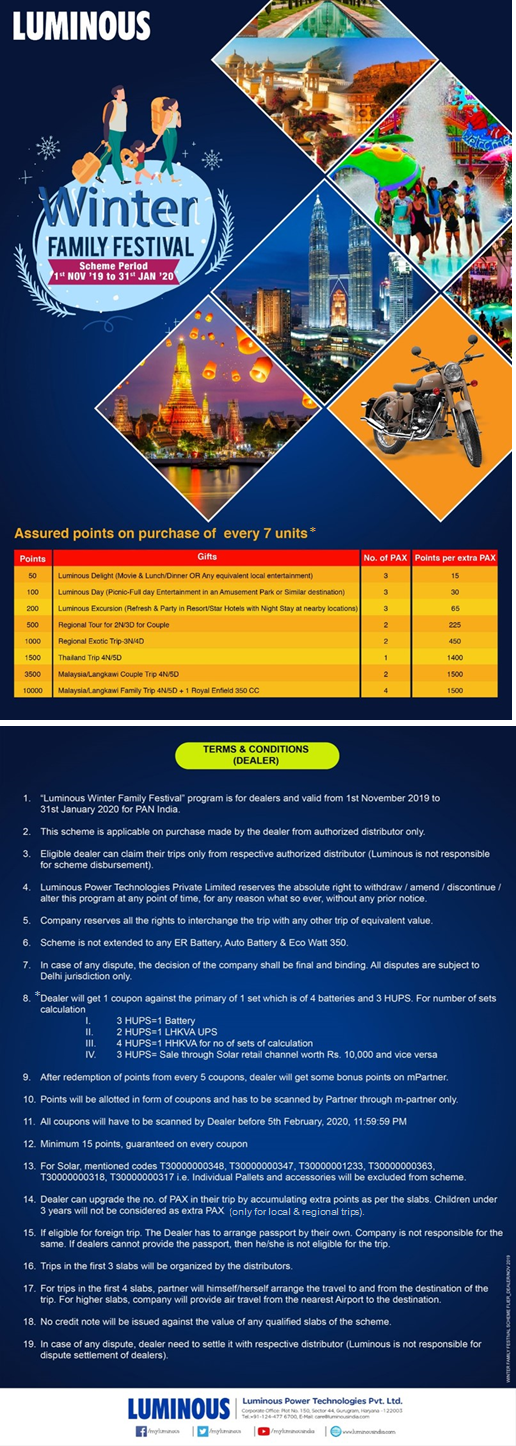 LUMINOUS
Winter
FAMILY FESTIVAL
Scheme Period
1st NOV '19 to 31st JAN '20
Assured points on purchase of every 7 units*
Points Gifts No. of PAX Points per extra PAX
50 Luminous Delight (Movie & Lunch/Dinner OR Any equivalent local entertainment) 3 15
100 Luminous Day (Picnic-Full day Entertainment in an Amusement Park or Similar destination) 3 30
200 Luminous Excursion (Refresh & Party in Resort/Star Hotels with Night Stay at nearby locations) 3 65
500 Regional Tour for 2N/3D for Couple 2 225
1000 Regional Exotic Trip-3N/4D 2 450
1500 Thailand Trip 4N/5D 1 1400
3500 Malaysia/Langkawi Couple Trip 4N/5D 2 1500
10000 Malaysia/Langkawi Family Trip 4N/5D + 1 Royal Enfield 350 CC 4 1500
TERMS & CONDITIONS
(DEALER)
1. "Luminous Winter Family Festival" program is for dealers and valid from 1st November 2019 to
31st January 2020 for PAN India.
2. This scheme is applicable on purchase made by the dealer from authorized distributor only.
3. Eligible dealer can claim their trips only from respective authorized distributor (Luminous is not responsible
for scheme disbursement).
4. Luminous Power Technologies Private Limited reserves the absolute right to withdraw / amend / discontinue /
alter this program at any point of time, for any reason what so ever, without any prior notice.
5. Company reserves all the rights to interchange the trip with any other trip of equivalent value.
6. Scheme is not extended to any ER Battery, Auto Battery & Eco Watt 350.
7. In case of any dispute, the decision of the company shall be final and binding. All disputes are subject to
Delhi jurisdiction only.
8. *Dealer will get 1 coupon against the primary of 1 set which is of 4 batteries and 3 HUPS. For number of sets
calculation
I. 3 HUPS=1 Battery
II. 2 HUPS=1 LHKVA UPS
III. 4 HUPS=1 HHKVA for no of sets of calculation
IV. 3 HUPS= Sale through Solar retail channel worth Rs. 10,000 and vice versa
9. After redemption of points from every 5 coupons, dealer will get some bonus points on mPartner.
10. Points will be allotted in form of coupons and has to be scanned by Partner through m-partner only.
11. All coupons will have to be scanned by Dealer before 5th February, 2020, 11:59:59 PM
12. Minimum 15 points, guaranteed on every coupon
13. For Solar, mentioned codes T30000000348, T30000000347, T30000001233, T30000000363,
T30000000318, T30000000317 i.e. Individual Pallets and accessories will be excluded from scheme.
14. Dealer can upgrade the no. of PAX in their trip by accumulating extra points as per the slabs. Children under
3 years will not be considered as extra PAX (only for local & regional trips).
15. If eligible for foreign trip. The Dealer has to arrange passport by their own. Company is not responsible for the
same. If dealers cannot provide the passport, then he/she is not eligible for the trip.
16. Trips in the first 3 slabs will be organized by the distributors.
17. For trips in the first 4 slabs, partner will himself/herself arrange the travel to and from the destination of the
trip. For higher slabs, company will provide air travel from the nearest Airport to the destination.
18. No credit note will be issued against the value of any qualified slabs of the scheme.
19. In case of any dispute, dealer need to settle it with respective distributor (Luminous is not responsible for
dispute settlement of dealers).
WINTER FAMILY FESTIVAL SCHEME FLIER_DEALER/NOV 2019
LUMINOUS
Luminous Power Technologies Pvt. Ltd.
Corporate Office: Plot No. 150, Sector 44, Gurugram, Haryana - 122003
Tel.:+91-124-477 6700, E-Mail: care@luminousindia.com
/myluminous /myluminous /myluminousindia www.luminousindia.com